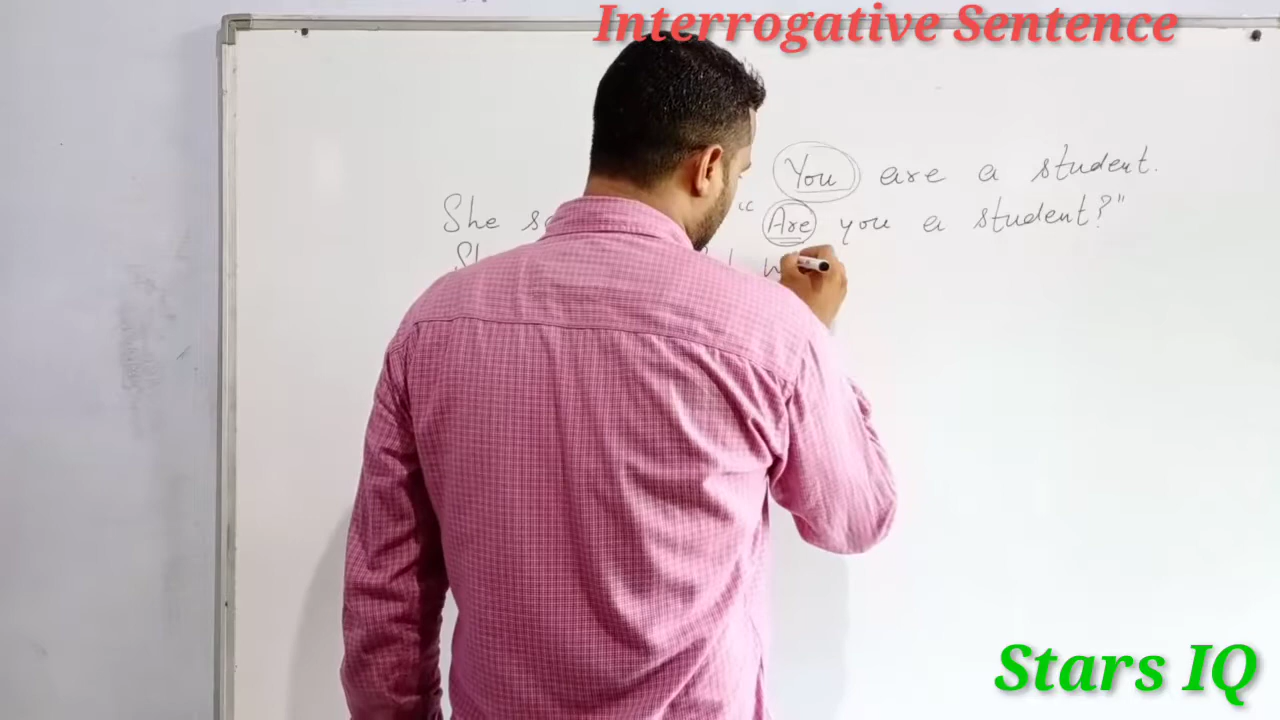 Interrogative Sentence
You are a student.
She " Are you a student?"
Stars IQ